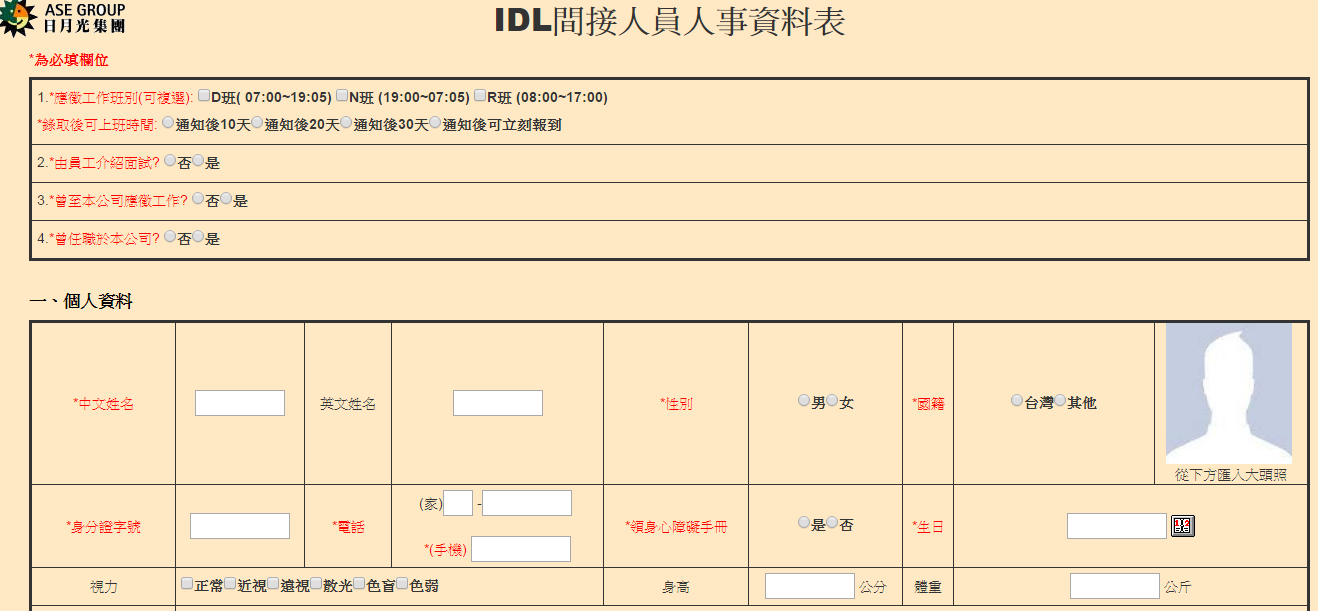 ASE GROUP
日月光集團
IDL間接人員人事資料表
*為必填欄位
1.*應徵工作班別(可複選): D班( 07:00~19:05) N班 (19:00~07:05) R班 (08:00~17:00)
*錄取後可上班時間: 通知後10天 通知後20天 通知後30天 通知後可立刻報到
2.*由員工介紹面試? 否 是
3.*曾至本公司應徵工作? 否 是
4.*曾任職於本公司? 否 是
一、個人資料
*中文姓名 英文姓名 *性別 男 女 *國籍 台灣 其他
從下方匯入大頭照
*身分證字號 *電話 (家) - *領身心障礙手冊 是 否 *生日
*(手機)
視力 正常 近視 遠視 散光 色盲 色弱 身高 公分 體重 公斤